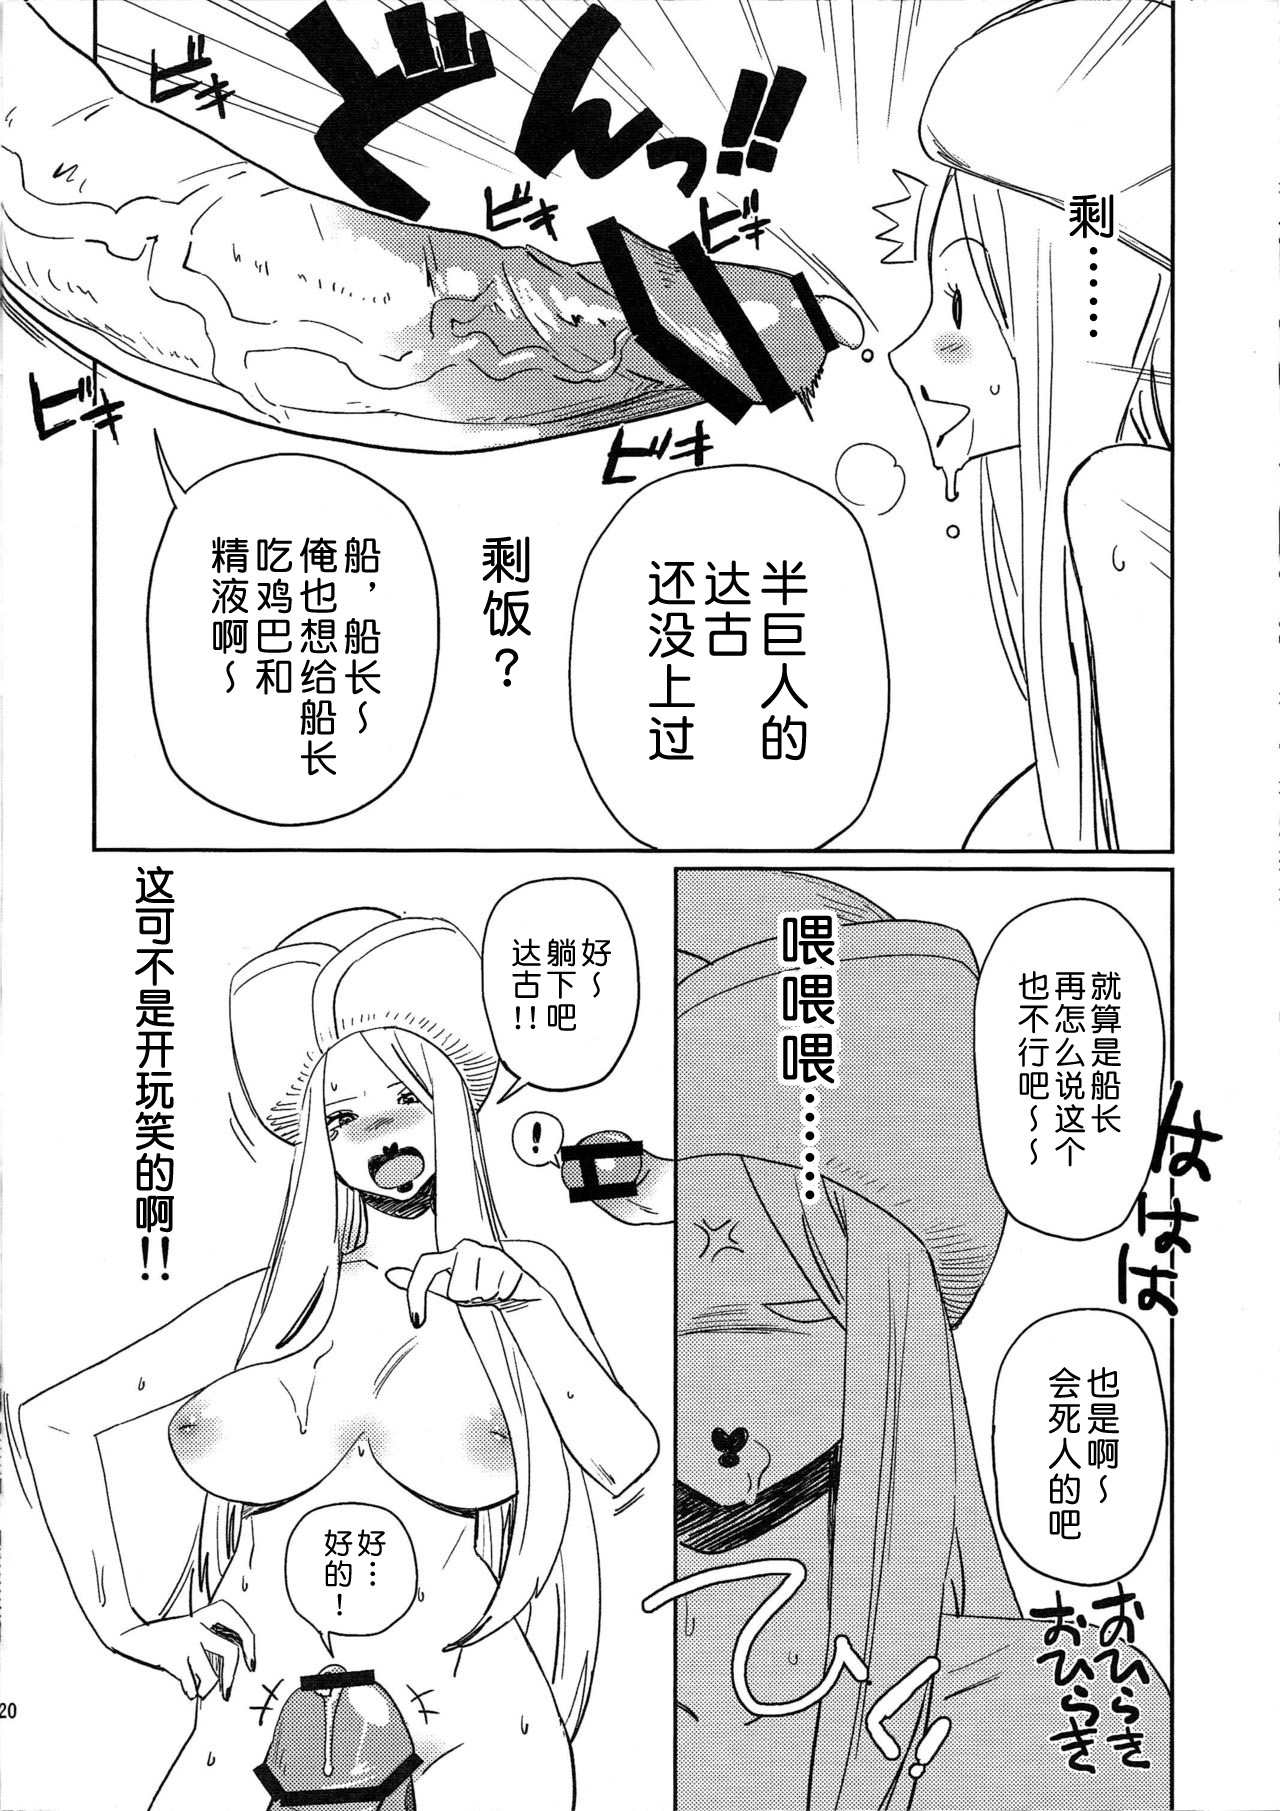 ビキ
どんっ!!
ビキ
ビキ
ビキ
ビキ
剩……
半巨人的
达古
还没上过
剩饭？
船，船长～
俺也想给船长
吃鸡巴和
精液啊～
就算是船长
再怎么说这个
也不行吧～～
はは
はは
喂喂喂……
也是啊～
会死人的吧
おひらき
おひらき
ひくっ
好～
躺下吧
达古!!
!
这可不是开玩笑的啊!!
好…
好的！
20